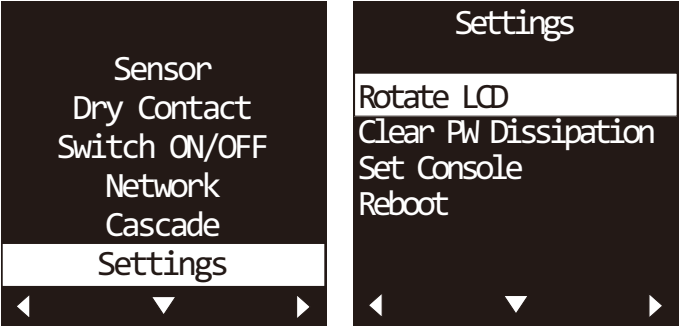 Sensor
Dry Contact
Switch ON/OFF
Network
Cascade
Settings
Settings
Rotate LCD
Clear PW Dissipation
Set Console
Reboot